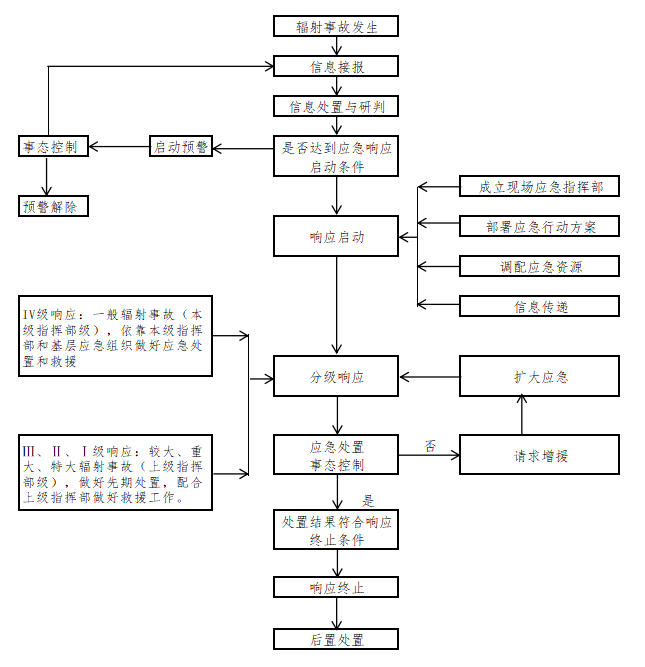 辐射事故发生
信息接报
信息处置与研判
事态控制
启动预警
是否达到应急响应
启动条件
预警解除
成立现场应急指挥部
部署应急行动方案
响应启动
调配应急资源
信息传递
IV级响应：一般辐射事故（本
级指挥部级），依靠本级指挥
部和基层应急组织做好应急处
置和救援
分级响应
扩大应急
Ⅲ、Ⅱ、Ⅰ级响应：较大、重
大、特大辐射事故（上级指挥
部级），做好先期处置，配合
上级指挥部做好救援工作。
应急处置
事态控制
否
请求增援
是
处置结果符合响应
终止条件
响应终止
后置处置